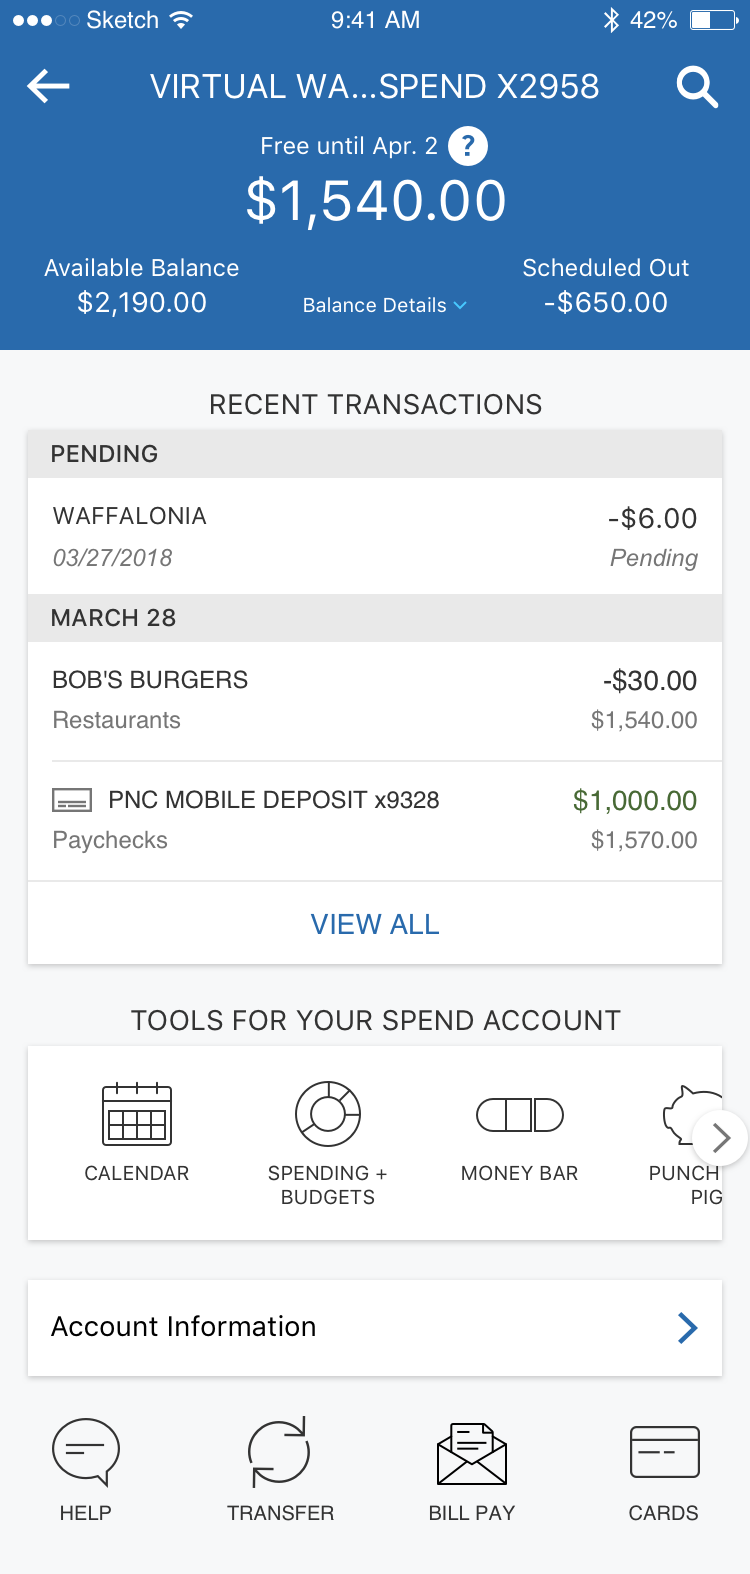 Sketch 9:41 AM 42%
VIRTUAL WA...SPEND X2958
Free until Apr. 2 ?
$1,540.00
Available Balance Scheduled Out
$2,190.00 Balance Details -$650.00
RECENT TRANSACTIONS
PENDING
WAFFALONIA -$6.00
03/27/2018 Pending
MARCH 28
BOB'S BURGERS -$30.00
Restaurants $1,540.00
PNC MOBILE DEPOSIT x9328 $1,000.00
Paychecks $1,570.00
VIEW ALL
TOOLS FOR YOUR SPEND ACCOUNT
CALENDAR SPENDING + MONEY BAR PUNCH
BUDGETS PIG
Account Information
HELP TRANSFER BILL PAY CARDS